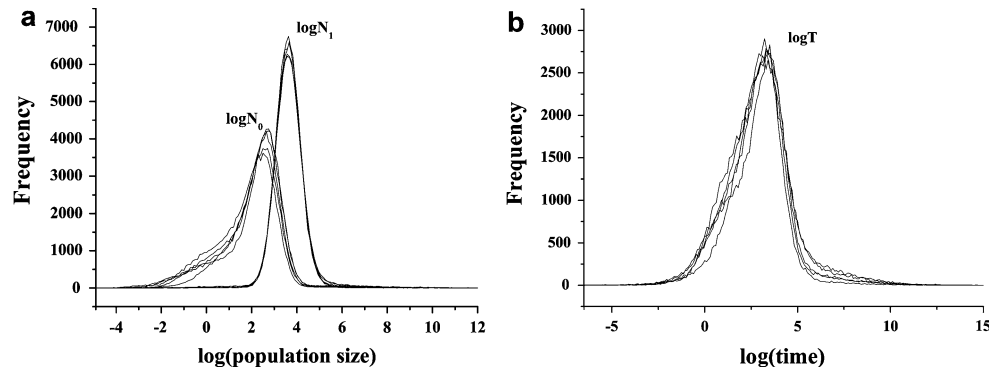 a
logN₁
logN₀
Frequency
7000
6000
5000
4000
3000
2000
1000
0
-4 -2 0 2 4 6 8 10 12
log(population size)
b
logT
Frequency
3000
2500
2000
1500
1000
500
0
-5 0 5 10 15
log(time)